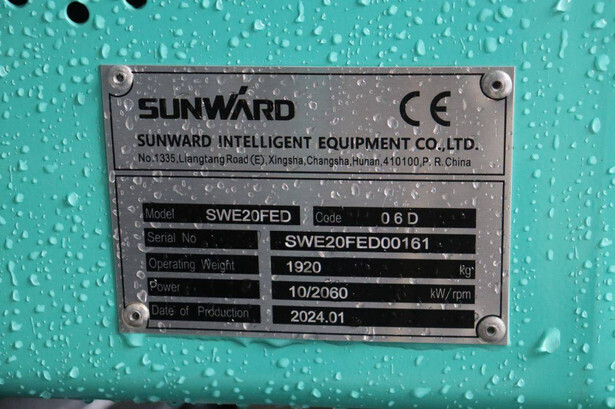 SUNWARD CE
SUNWARD INTELLIGENT EQUIPMENT CO.,LTD.
No.1335,Liangtang Road (E), Xingsha,Changsha,Hunan,410100,P. R. China
Model SWE20FED Code 06D
Serial No SWE20FED00161
Operating Weight 1920 Kg
Power 10/2060 kW/rpm
Date of Production 2024.01